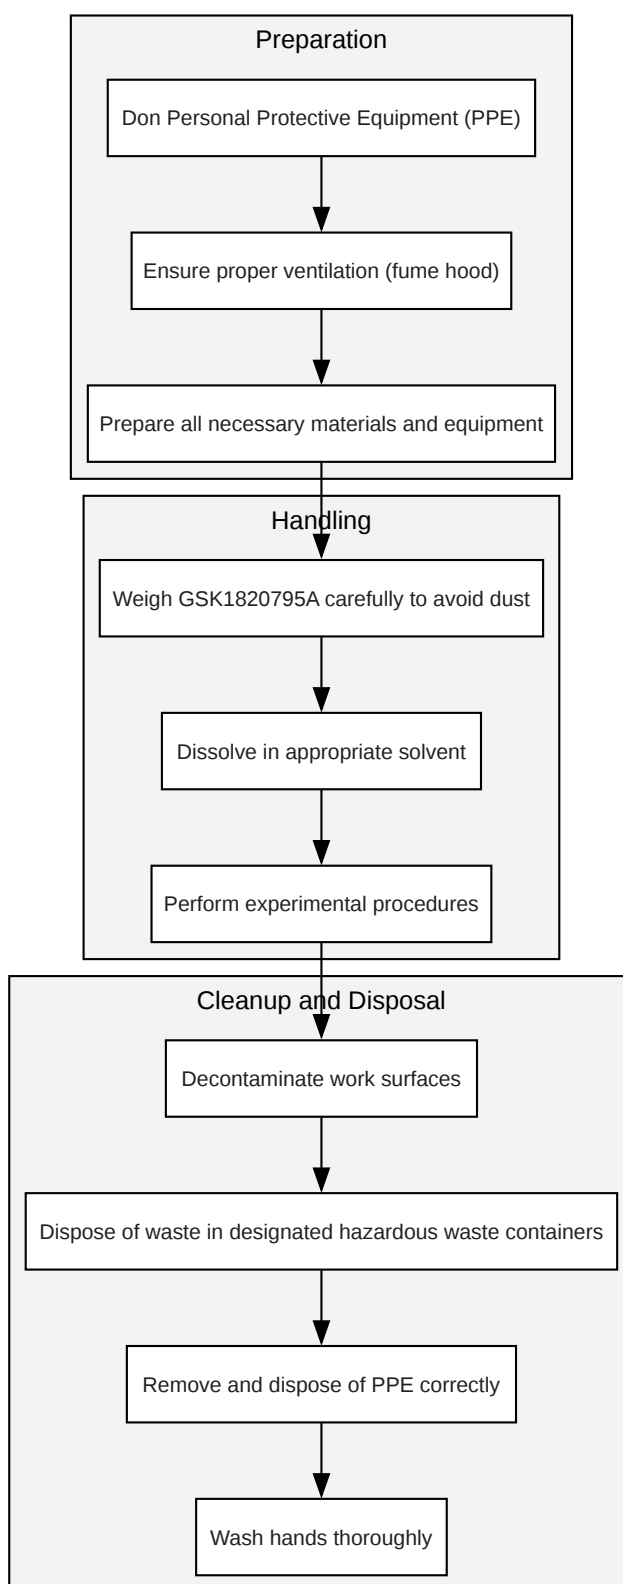 Preparation
Don Personal Protective Equipment (PPE)
Ensure proper ventilation (fume hood)
Prepare all necessary materials and equipment
Handling
Weigh GSK1820795A carefully to avoid dust
Dissolve in appropriate solvent
Perform experimental procedures
Cleanup and Disposal
Decontaminate work surfaces
Dispose of waste in designated hazardous waste containers
Remove and dispose of PPE correctly
Wash hands thoroughly